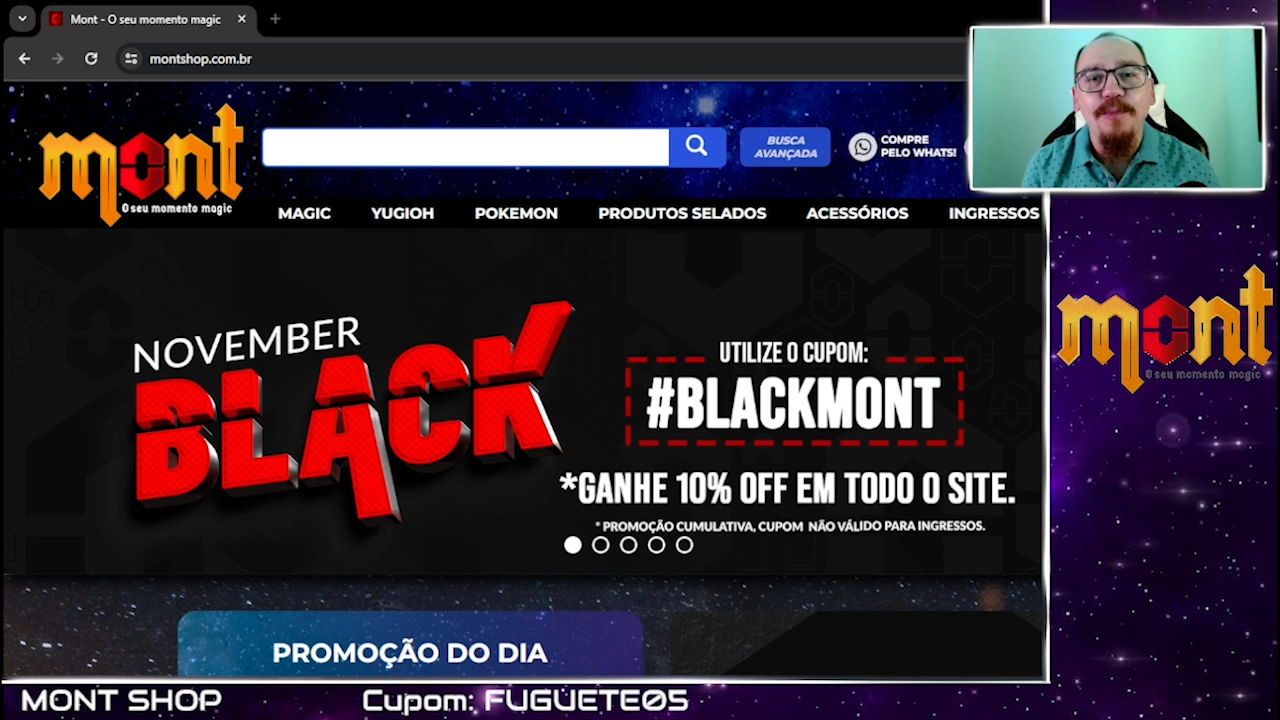 Mont - O seu momento magic
montshop.com.br
mont
O seu momento magic
BUSCA
AVANÇADA
COMPRE
PELO WHATS!
MAGIC YUGIOH POKEMON PRODUTOS SELADOS ACESSÓRIOS INGRESSOS
NOVEMBER
BLACK
UTILIZE O CUPOM:
#BLACKMONT
*GANHE 10% OFF EM TODO O SITE.
* PROMOÇÃO CUMULATIVA, CUPOM NÃO VÁLIDO PARA INGRESSOS.
mont
O seu momento magic
PROMOÇÃO DO DIA
MONT SHOP Cupom: FUGUETE05